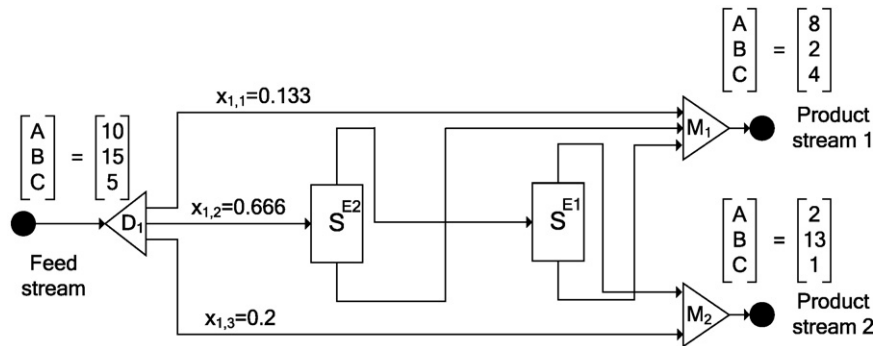 A
B
C
=
8
2
4
x1,1=0.133
M1
Product
stream 1
A
B
C
=
10
15
5
D1
x1,2=0.666
S^E2
S^E1
Feed
stream
A
B
C
=
2
13
1
x1,3=0.2
M2
Product
stream 2